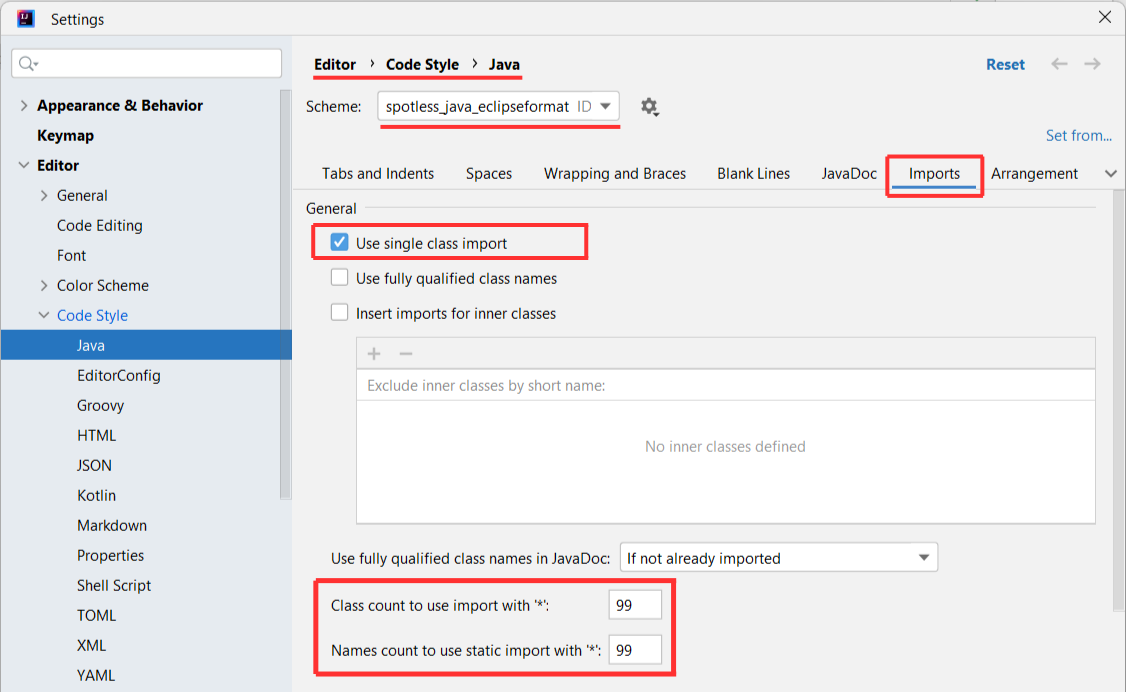 Settings
Appearance & Behavior
Keymap
Editor
General
Code Editing
Font
Color Scheme
Code Style
Java
EditorConfig
Groovy
HTML
JSON
Kotlin
Markdown
Properties
Shell Script
TOML
XML
YAML
Editor › Code Style › Java
Reset
Scheme: spotless_java_eclipseformat ID
Set from...
Tabs and Indents Spaces Wrapping and Braces Blank Lines JavaDoc Imports Arrangement
General
Use single class import
Use fully qualified class names
Insert imports for inner classes
Exclude inner classes by short name:
No inner classes defined
Use fully qualified class names in JavaDoc: If not already imported
Class count to use import with '*': 99
Names count to use static import with '*': 99